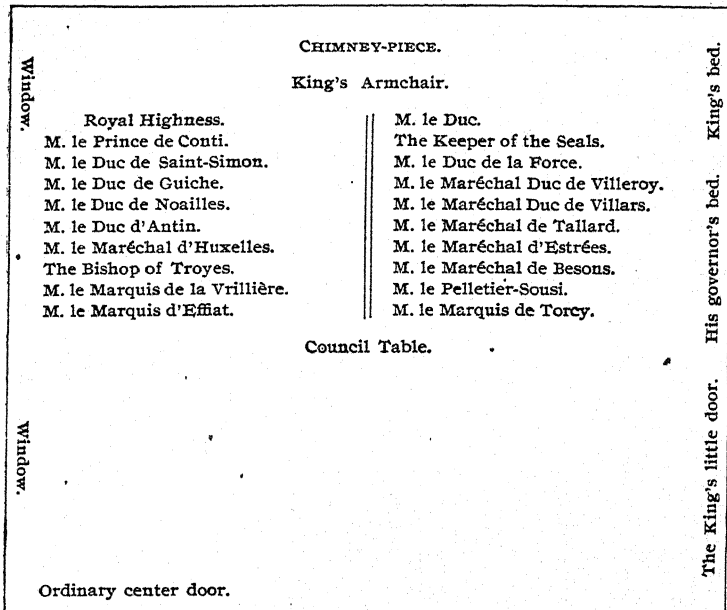 CHIMNEY-PIECE.
King's Armchair.
Window.
Royal Highness.
M. le Prince de Conti.
M. le Duc de Saint-Simon.
M. le Duc de Guiche.
M. le Duc de Noailles.
M. le Duc d'Antin.
M. le Maréchal d'Huxelles.
The Bishop of Troyes.
M. le Marquis de la Vrillière.
M. le Marquis d'Effiat.
M. le Duc.
The Keeper of the Seals.
M. le Duc de la Force.
M. le Maréchal Duc de Villeroy.
M. le Maréchal Duc de Villars.
M. le Maréchal de Tallard.
M. le Maréchal d'Estrées.
M. le Maréchal de Besons.
M. le Pelletier-Sousi.
M. le Marquis de Torcy.
Council Table.
Window.
Ordinary center door.
The King's little door. His governor's bed. King's bed.